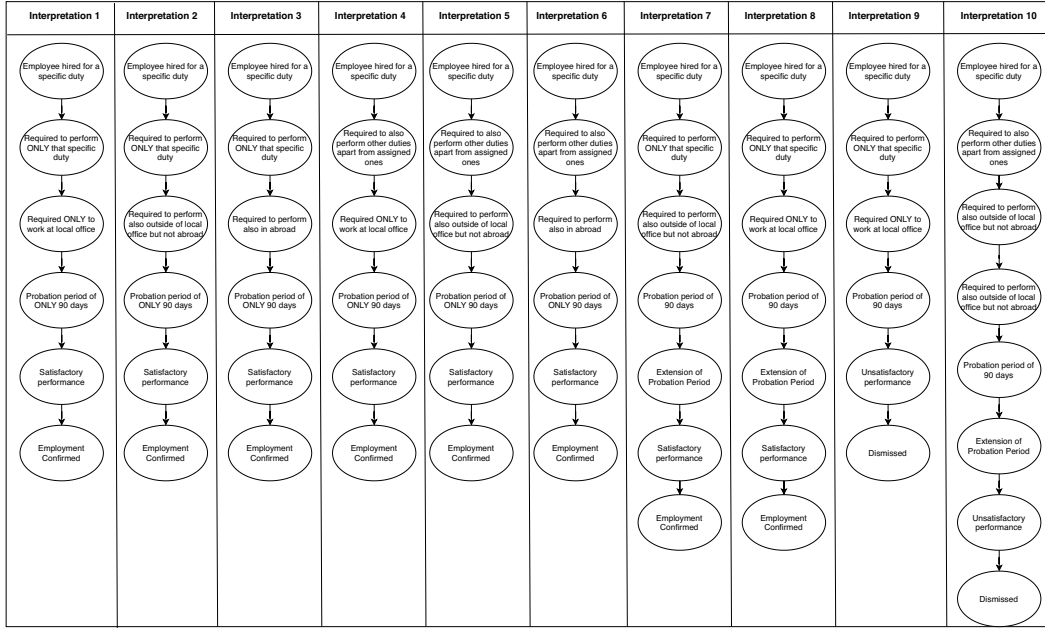 Interpretation 1
Employee hired for a
specific duty
Required to perform
ONLY that specific
duty
Required ONLY to
work at local office
Probation period of
ONLY 90 days
Satisfactory
performance
Employment
Confirmed
Interpretation 2
Employee hired for a
specific duty
Required to perform
ONLY that specific
duty
Required to perform
also outside of local
office but not abroad
Probation period of
ONLY 90 days
Satisfactory
performance
Employment
Confirmed
Interpretation 3
Employee hired for a
specific duty
Required to perform
ONLY that specific
duty
Required to perform
also in abroad
Probation period of
ONLY 90 days
Satisfactory
performance
Employment
Confirmed
Interpretation 4
Employee hired for a
specific duty
Required to also
perform other duties
apart from assigned
ones
Required ONLY to
work at local office
Probation period of
ONLY 90 days
Satisfactory
performance
Employment
Confirmed
Interpretation 5
Employee hired for a
specific duty
Required to also
perform other duties
apart from assigned
ones
Required to perform
also outside of local
office but not abroad
Probation period of
ONLY 90 days
Satisfactory
performance
Employment
Confirmed
Interpretation 6
Employee hired for a
specific duty
Required to also
perform other duties
apart from assigned
ones
Required to perform
also in abroad
Probation period of
ONLY 90 days
Satisfactory
performance
Employment
Confirmed
Interpretation 7
Employee hired for a
specific duty
Required to perform
ONLY that specific
duty
Required to perform
also outside of local
office but not abroad
Probation period of
90 days
Extension of
Probation Period
Satisfactory
performance
Employment
Confirmed
Interpretation 8
Employee hired for a
specific duty
Required to perform
ONLY that specific
duty
Required ONLY to
work at local office
Probation period of
90 days
Extension of
Probation Period
Satisfactory
performance
Employment
Confirmed
Interpretation 9
Employee hired for a
specific duty
Required to perform
ONLY that specific
duty
Required ONLY to
work at local office
Probation period of
90 days
Unsatisfactory
performance
Dismissed
Interpretation 10
Employee hired for a
specific duty
Required to also
perform other duties
apart from assigned
ones
Required to perform
also outside of local
office but not abroad
Required to perform
also outside of local
office but not abroad
Probation period of
90 days
Extension of
Probation Period
Unsatisfactory
performance
Dismissed